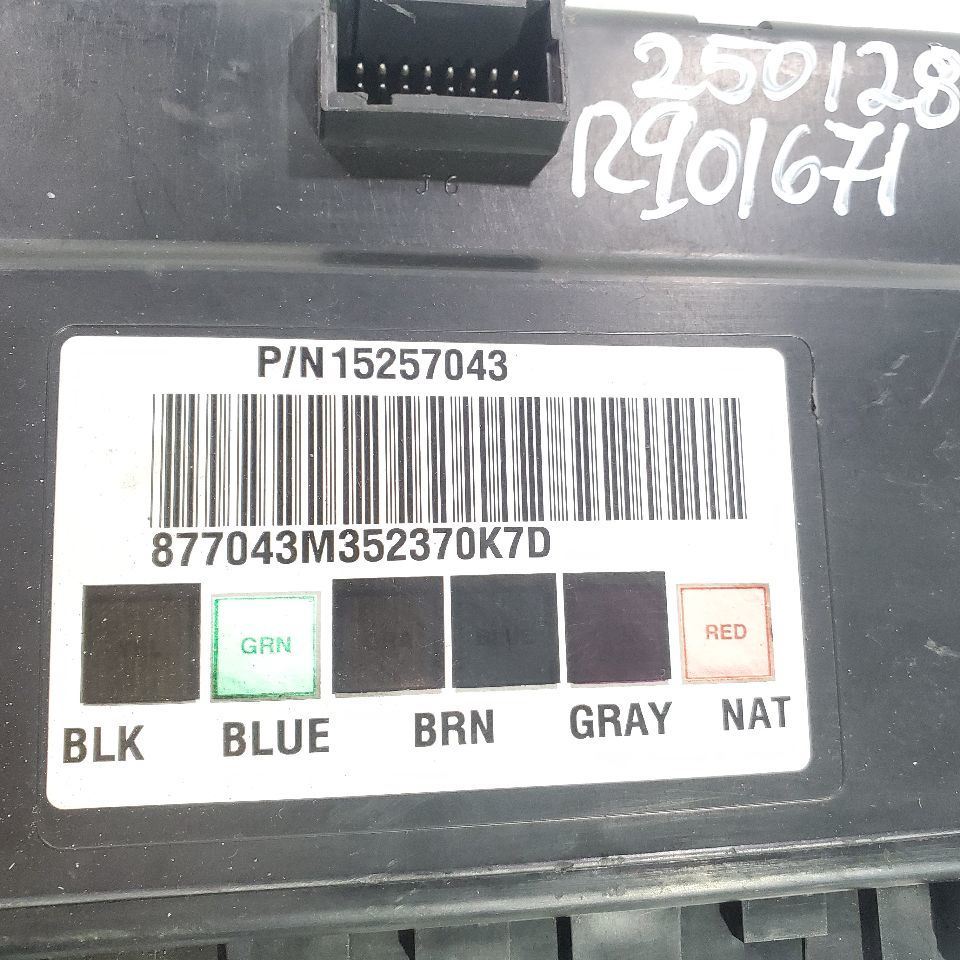 250128
R901671
J6
P/N15257043
877043M352370K7D
GRN RED
BLK BLUE BRN GRAY NAT